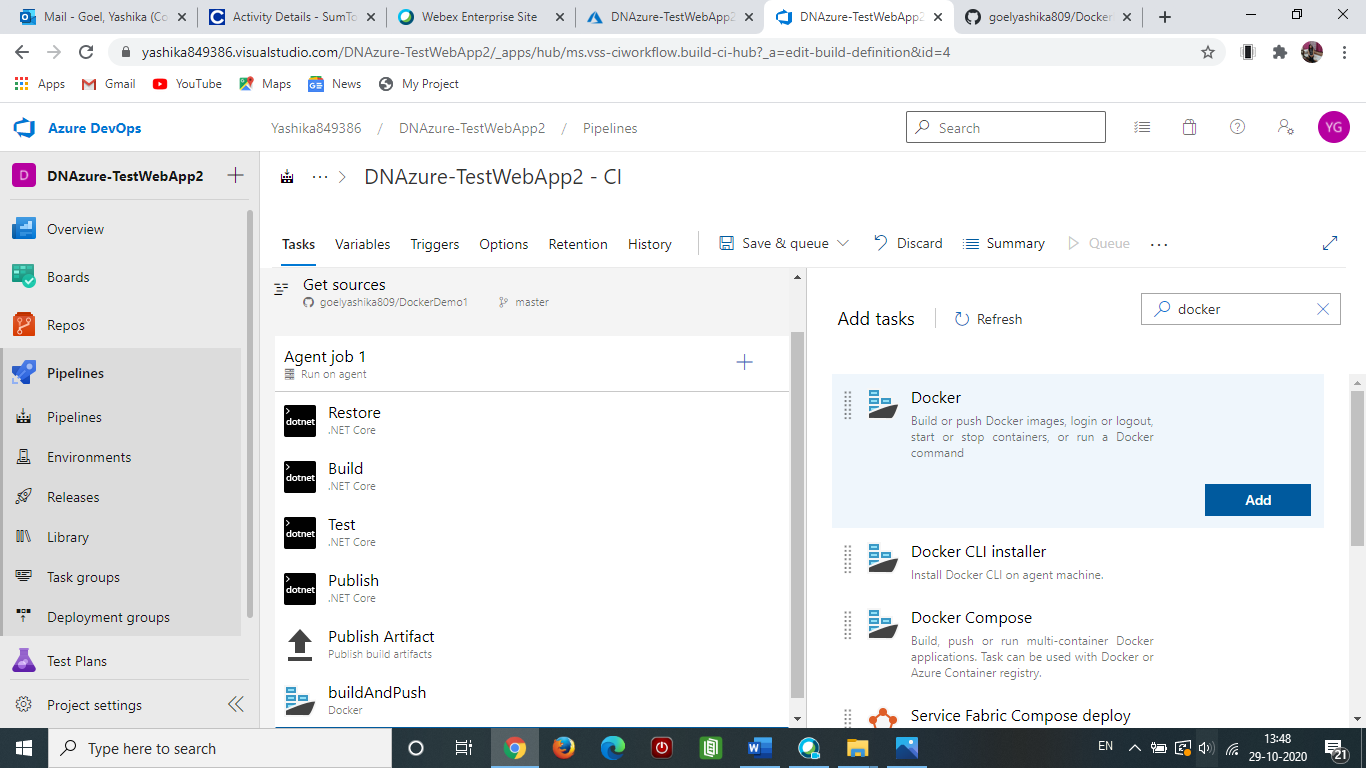 Mail - Goel, Yashika (Co
Activity Details - SumTo
Webex Enterprise Site
DNAzure-TestWebApp2
DNAzure-TestWebApp2
goelyashika809/Docker
yashika849386.visualstudio.com/DNAzure-TestWebApp2/_apps/hub/ms.vss-ciworkflow.build-ci-hub?_a=edit-build-definition&id=4
Apps
Gmail
YouTube
Maps
News
My Project
Azure DevOps
Yashika849386 / DNAzure-TestWebApp2 / Pipelines
Search
YG
D
DNAzure-TestWebApp2
Overview
Boards
Repos
Pipelines
Pipelines
Environments
Releases
Library
Task groups
Deployment groups
Test Plans
Project settings
... > DNAzure-TestWebApp2 - CI
Tasks
Variables
Triggers
Options
Retention
History
Save & queue
Discard
Summary
Queue
...
Get sources
goelyashika809/DockerDemo1
master
Agent job 1
Run on agent
dotnet
Restore
.NET Core
dotnet
Build
.NET Core
dotnet
Test
.NET Core
dotnet
Publish
.NET Core
Publish Artifact
Publish build artifacts
buildAndPush
Docker
Add tasks
Refresh
docker
Docker
Build or push Docker images, login or logout,
start or stop containers, or run a Docker
command
Add
Docker CLI installer
Install Docker CLI on agent machine.
Docker Compose
Build, push or run multi-container Docker
applications. Task can be used with Docker or
Azure Container registry.
Service Fabric Compose deploy
Type here to search
EN
13:48
29-10-2020
21